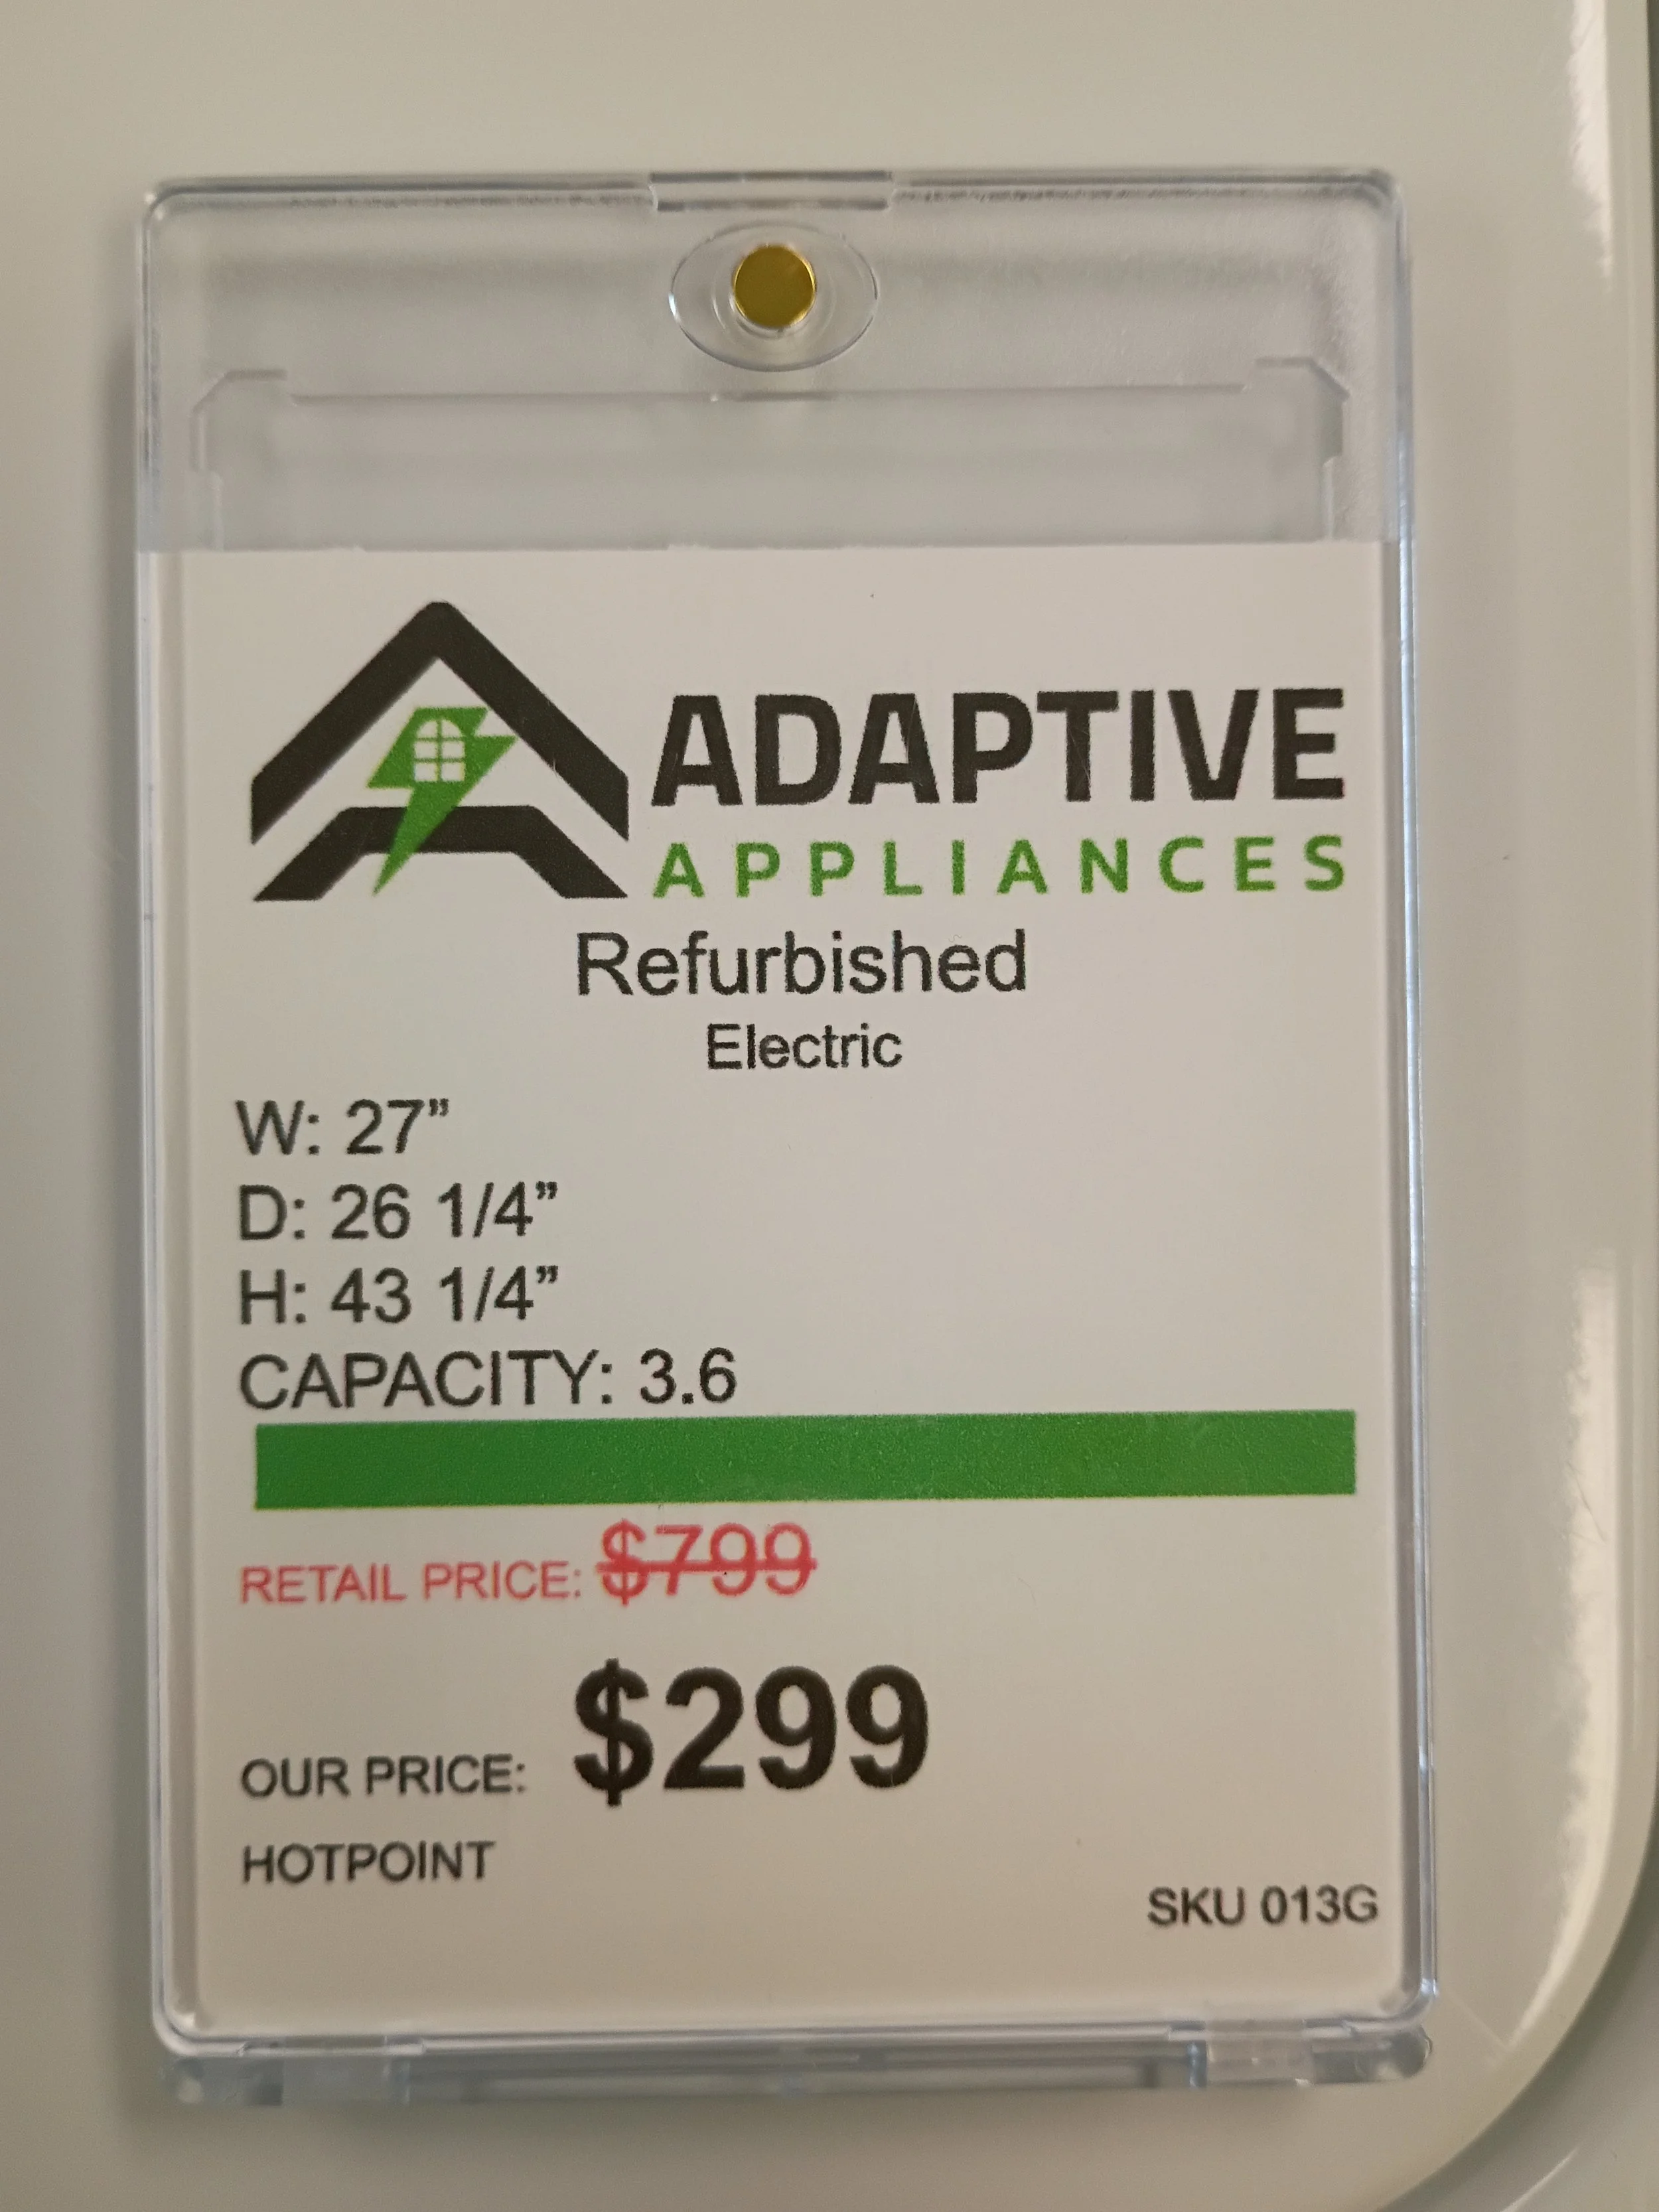 ADAPTIVE
APPLIANCES
Refurbished
Electric
W: 27”
D: 26 1/4”
H: 43 1/4”
CAPACITY: 3.6
RETAIL PRICE: $799
OUR PRICE: $299
HOTPOINT
SKU 013G